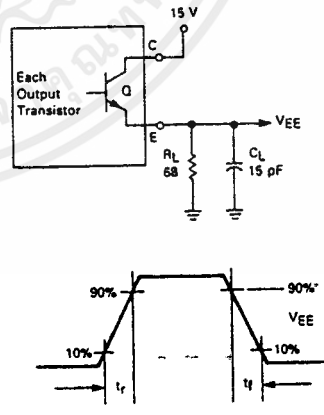 15 V
C
Each
Output
Transistor
Q
E
VEE
RL
68
CL
15 pF
90%
90%*
VEE
10%
10%
tr
tf